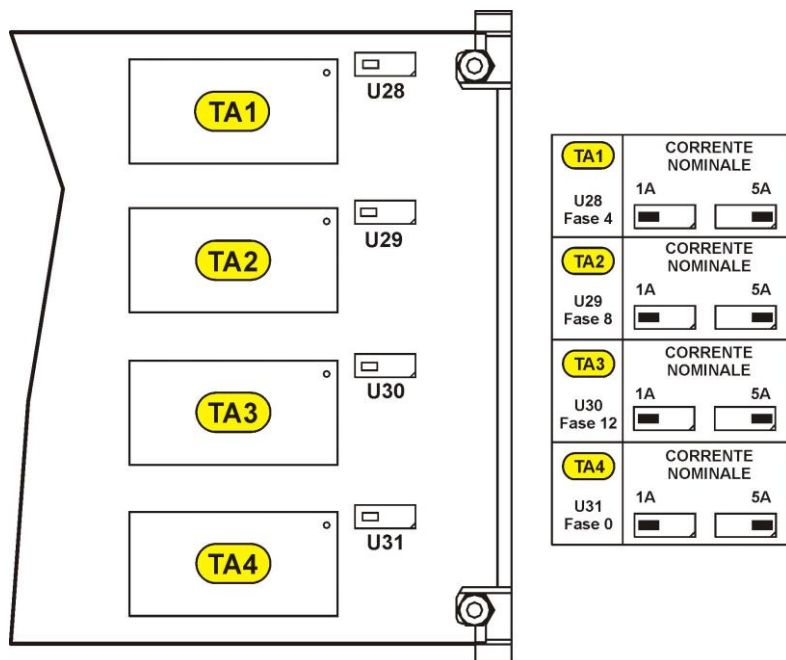 TA1
U28
TA2
U29
TA3
U30
TA4
U31
TA1
CORRENTE
NOMINALE
U28
Fase 4
1A 5A
TA2
CORRENTE
NOMINALE
U29
Fase 8
1A 5A
TA3
CORRENTE
NOMINALE
U30
Fase 12
1A 5A
TA4
CORRENTE
NOMINALE
U31
Fase 0
1A 5A